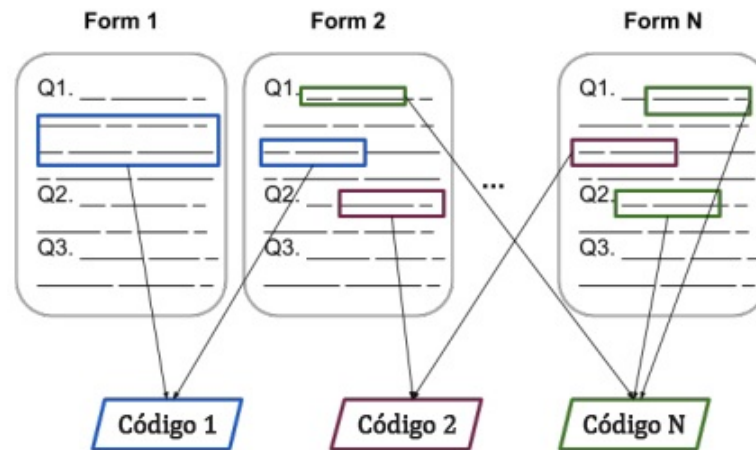 Form 1
Form 2
Form N
Q1.
Q2.
Q3.
Q1.
Q2.
Q3.
...
Q1.
Q2.
Q3.
Código 1
Código 2
Código N